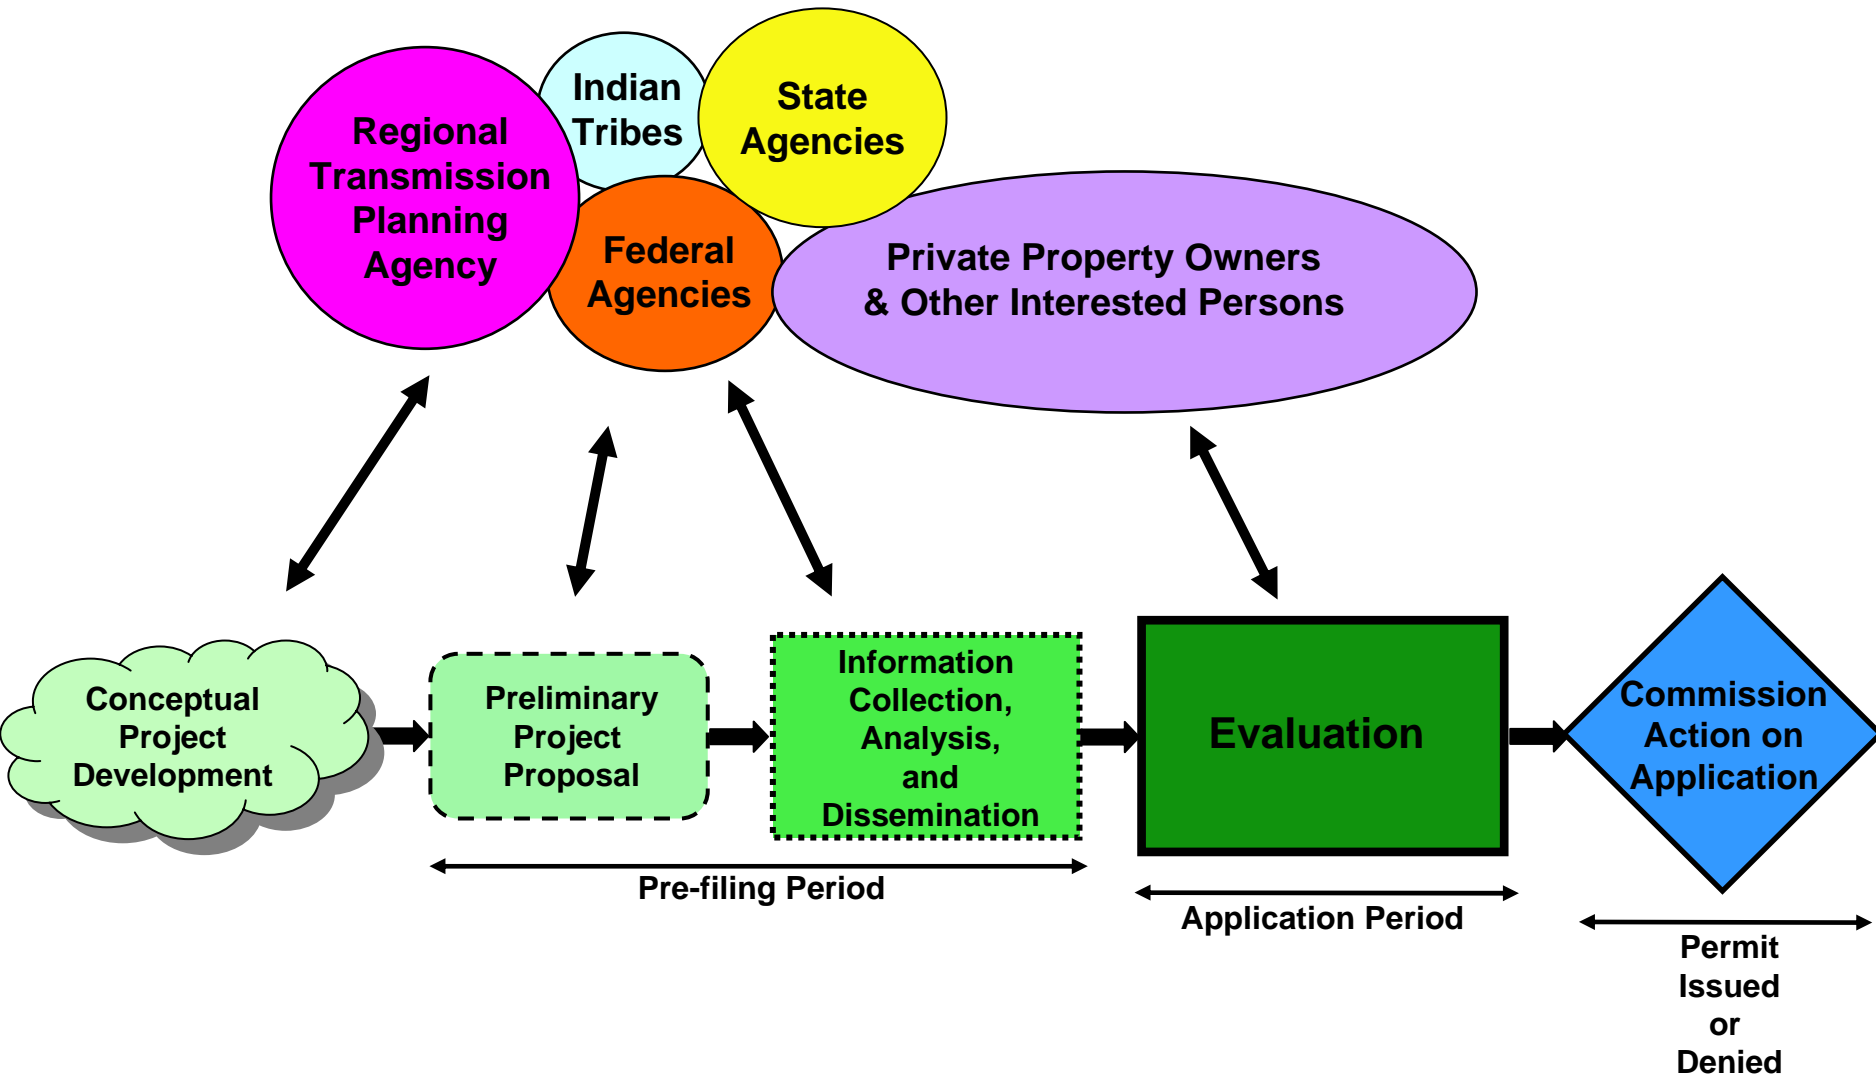 Regional
Transmission
Planning
Agency
Indian
Tribes
State
Agencies
Federal
Agencies
Private Property Owners
& Other Interested Persons
Conceptual
Project
Development
Preliminary
Project
Proposal
Information
Collection,
Analysis,
and
Dissemination
Evaluation
Commission
Action on
Application
Pre-filing Period
Application Period
Permit
Issued
or
Denied